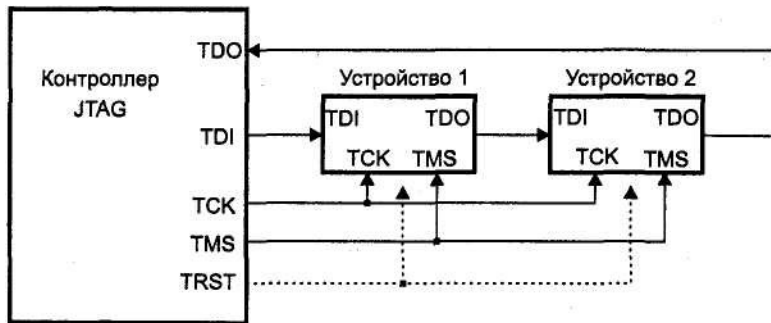 TDO
Контроллер
JTAG
TDI
TCK
TMS
TRST
Устройство 1
TDI TDO
TCK TMS
Устройство 2
TDI TDO
TCK TMS